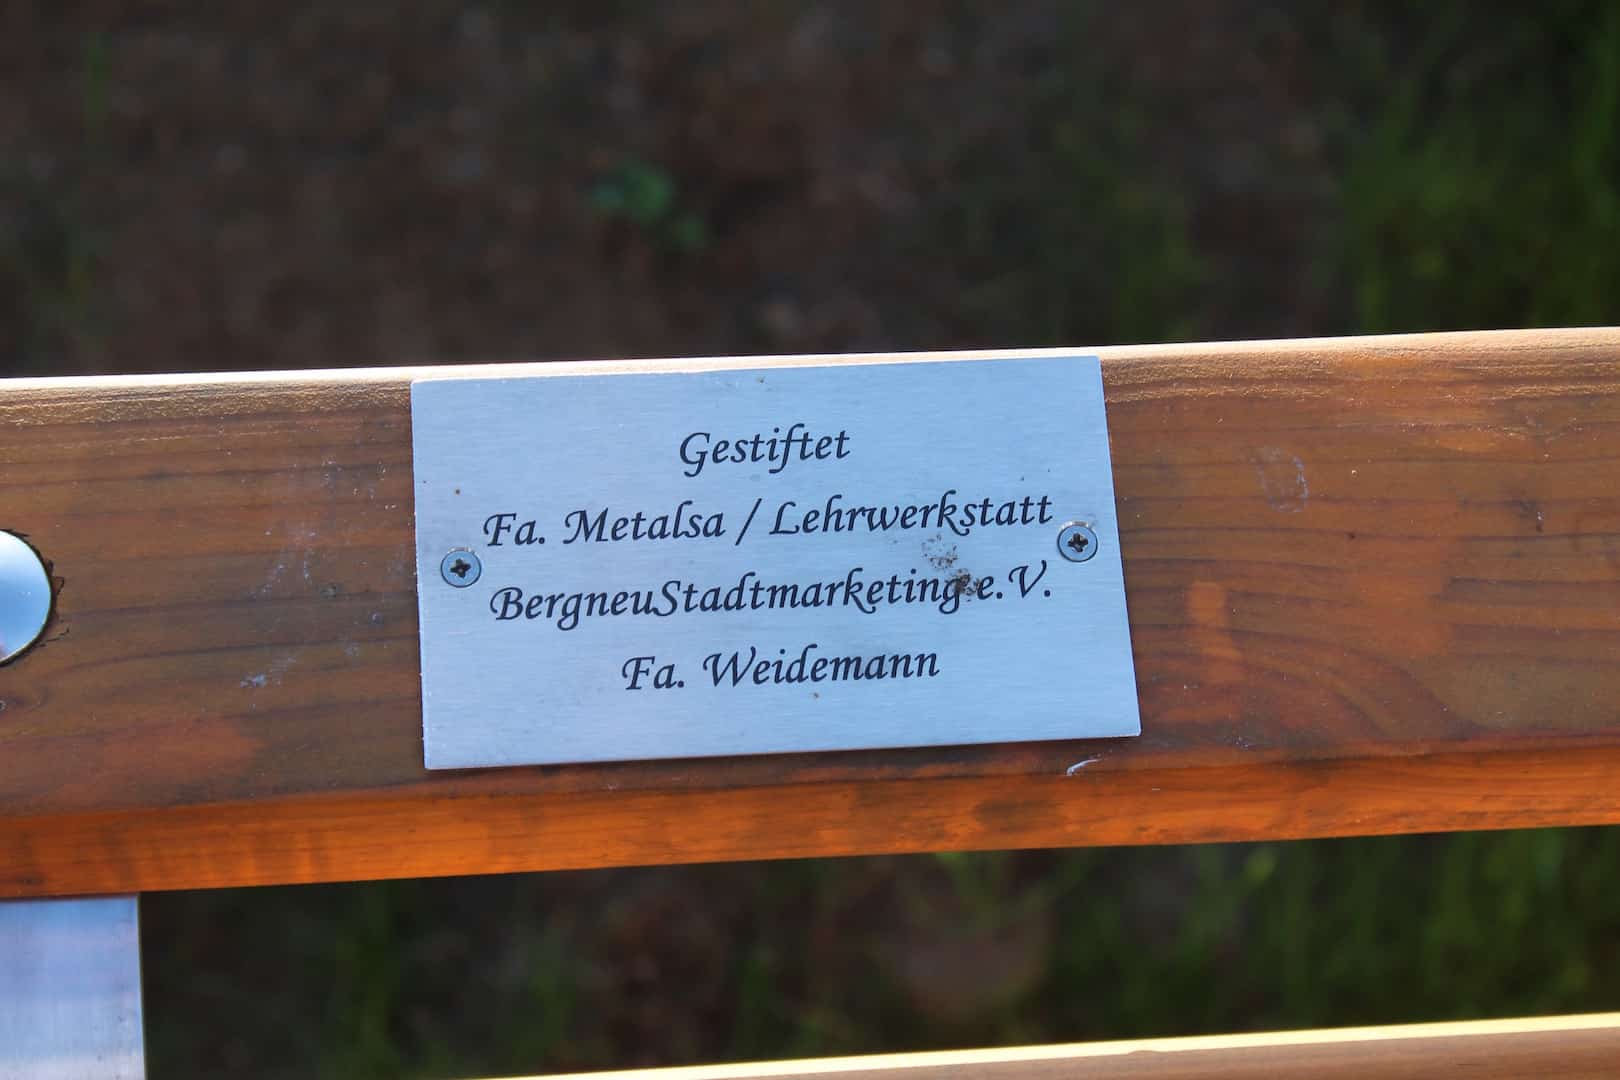 Gestiftet
Fa. Metalsa / Lehrwerkstatt
BergneuStadtmarketing e.V.
Fa. Weidemann